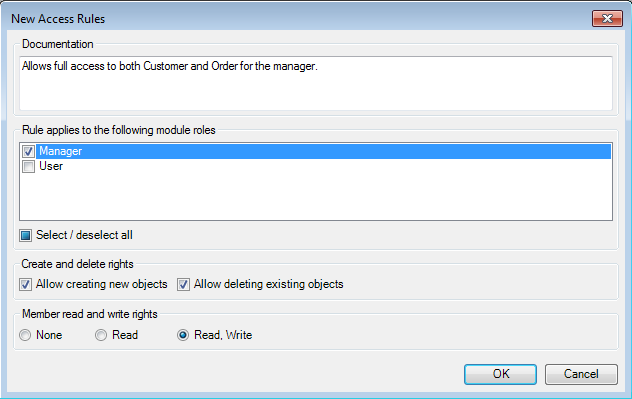 New Access Rules
Documentation
Allows full access to both Customer and Order for the manager.
Rule applies to the following module roles
Manager
User
Select / deselect all
Create and delete rights
Allow creating new objects Allow deleting existing objects
Member read and write rights
None Read Read, Write
OK Cancel